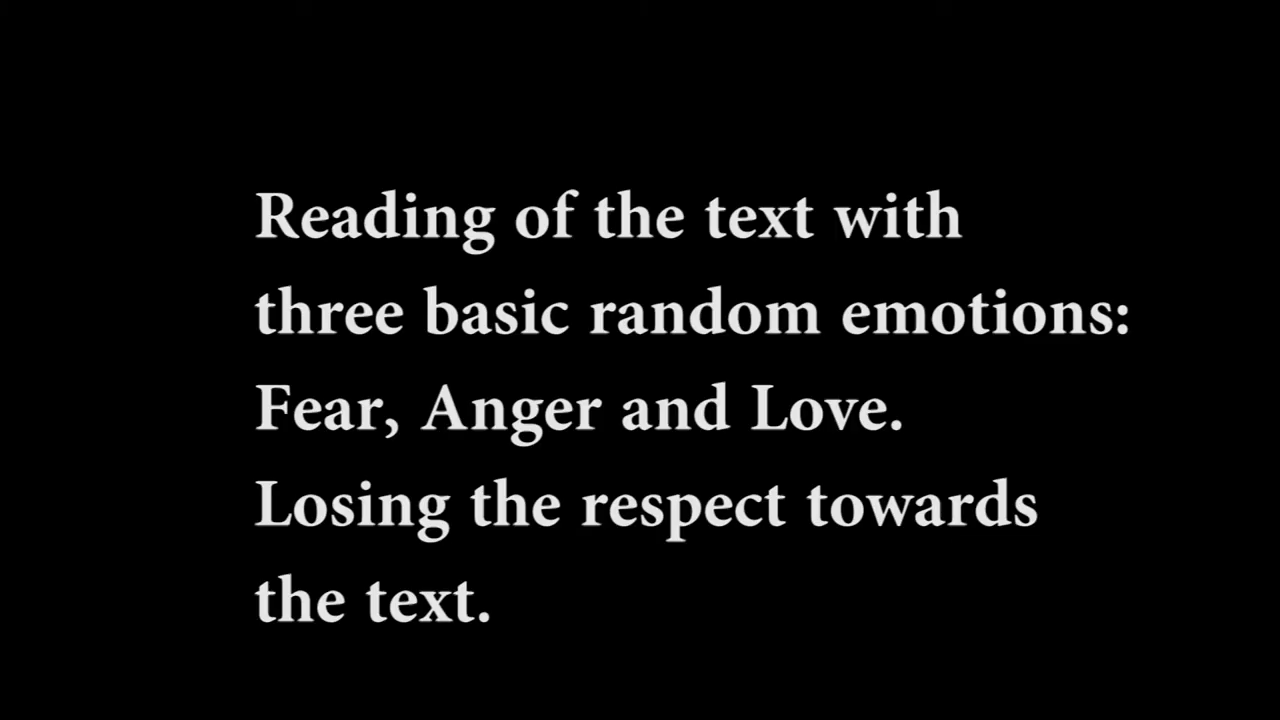 Reading of the text with
three basic random emotions:
Fear, Anger and Love.
Losing the respect towards
the text.